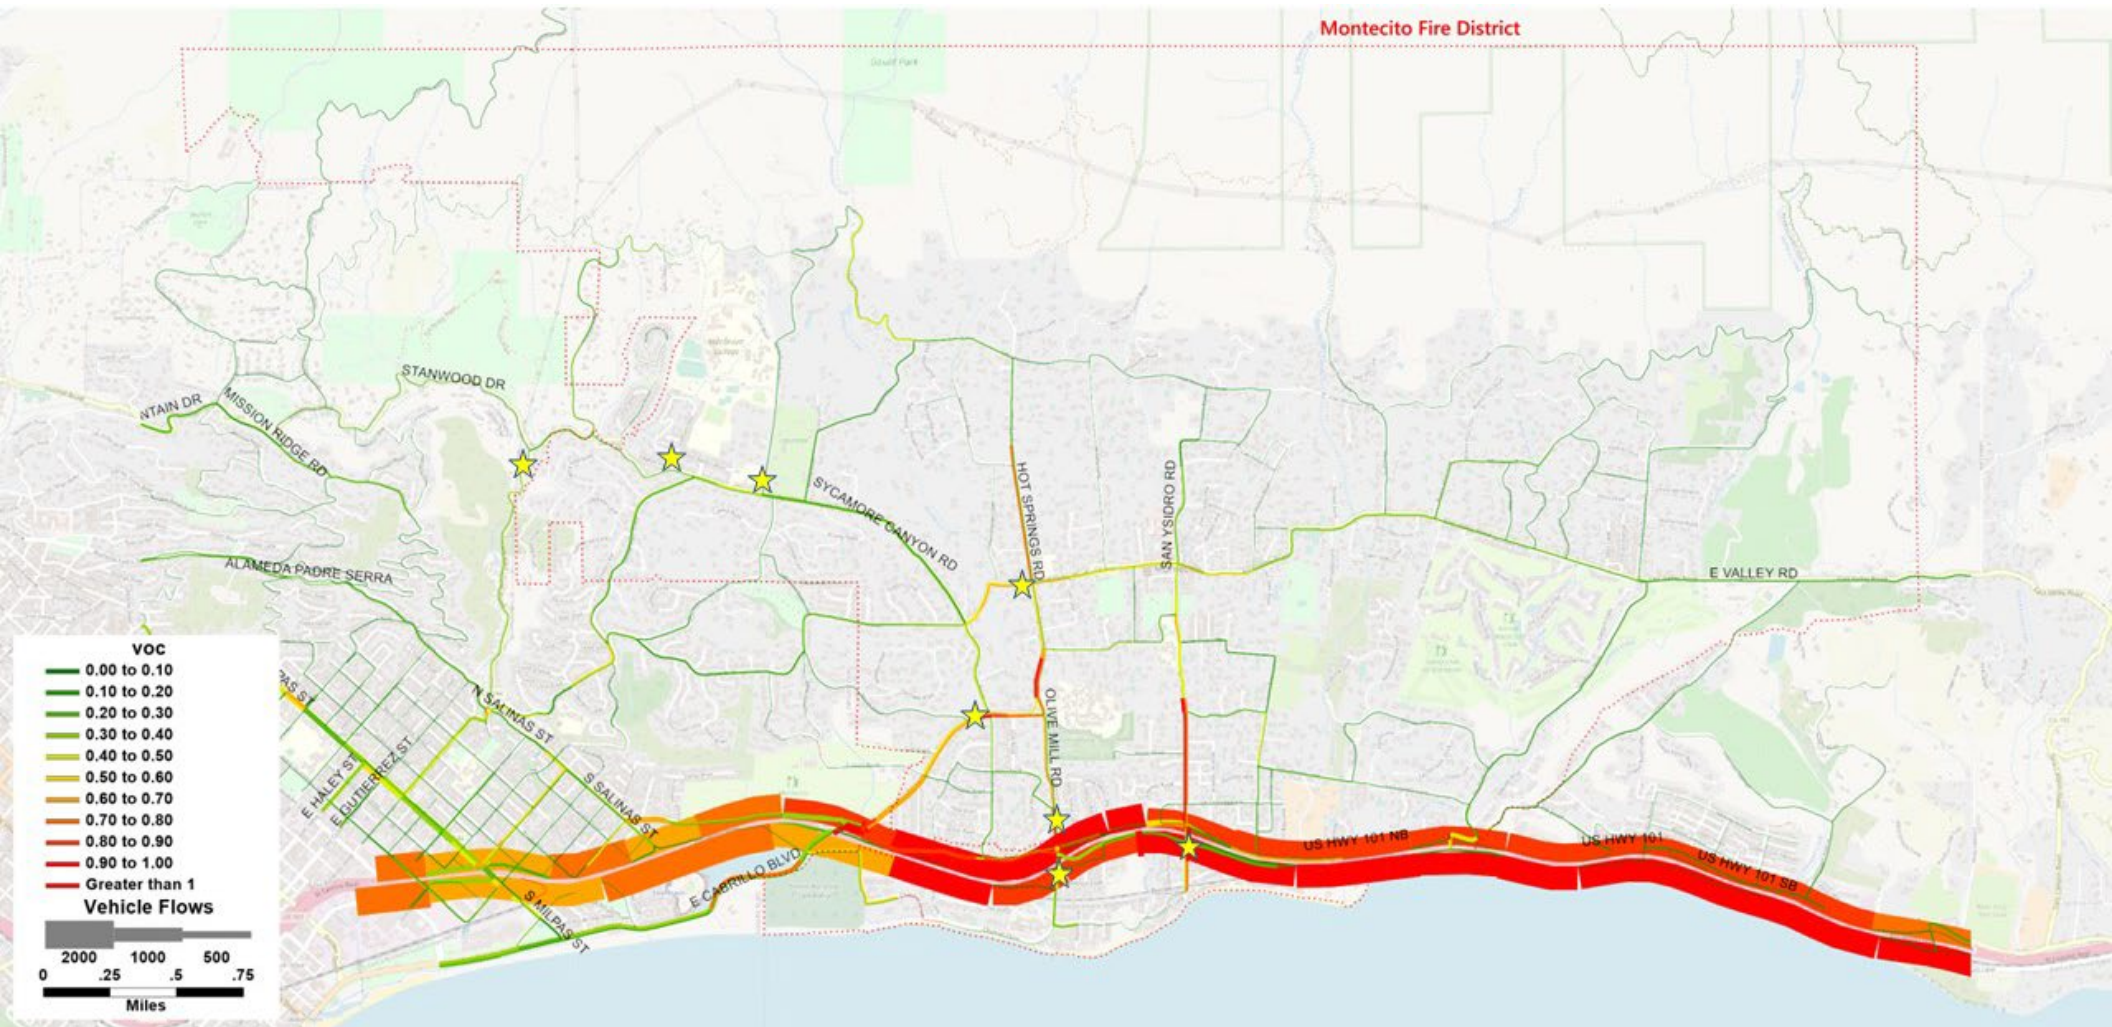 Montecito Fire District
STANWOOD DR
NTAIN DR
MISSION RIDGE RD
SYCAMORE CANYON RD
HOT SPRINGS RD
SAN YSIDRO RD
ALAMEDA PADRE SERRA
E VALLEY RD
PAS ST
N SALINAS ST
OLIVE MILL RD
E HALEY ST
E GUTIERREZ ST
S SALINAS ST
US HWY 101 NB
US HWY 101
US HWY 101 SB
E CABRILLO BLVD
S MILPAS ST
VOC
0.00 to 0.10
0.10 to 0.20
0.20 to 0.30
0.30 to 0.40
0.40 to 0.50
0.50 to 0.60
0.60 to 0.70
0.70 to 0.80
0.80 to 0.90
0.90 to 1.00
Greater than 1
Vehicle Flows
2000 1000 500
0 .25 .5 .75
Miles